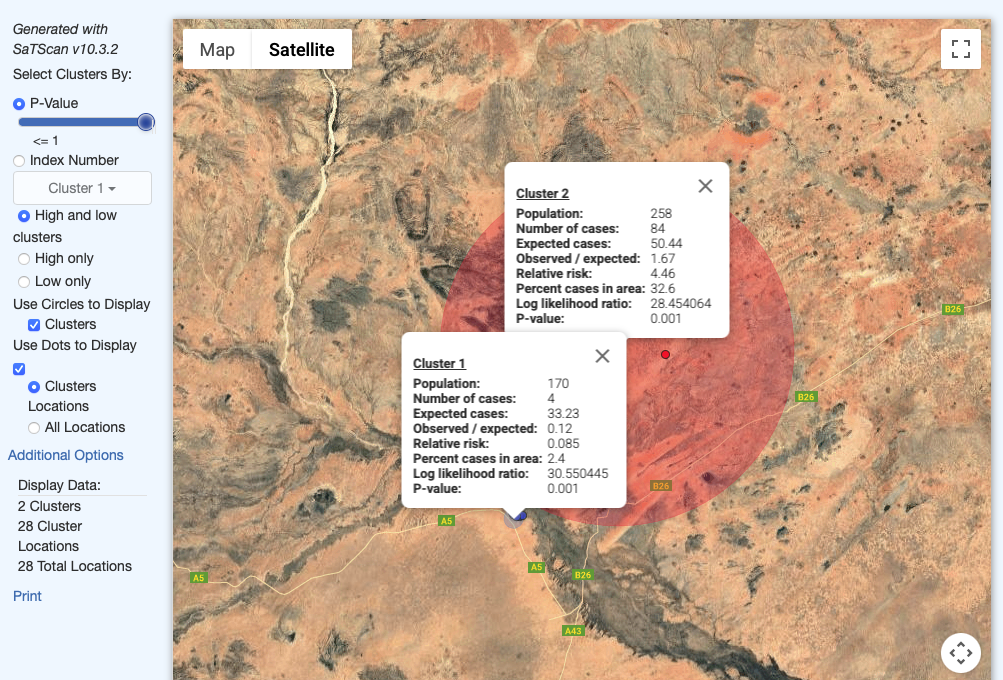 Generated with
SaTScan v10.3.2
Select Clusters By:
P-Value
<= 1
Index Number
Cluster 1
High and low
clusters
High only
Low only
Use Circles to Display
Clusters
Use Dots to Display
Clusters
Locations
All Locations
Additional Options
Display Data:
2 Clusters
28 Cluster
Locations
28 Total Locations
Print
Map Satellite
Cluster 2
Population: 258
Number of cases: 84
Expected cases: 50.44
Observed / expected: 1.67
Relative risk: 4.46
Percent cases in area: 32.6
Log likelihood ratio: 28.454064
P-value: 0.001
Cluster 1
Population: 170
Number of cases: 4
Expected cases: 33.23
Observed / expected: 0.12
Relative risk: 0.085
Percent cases in area: 2.4
Log likelihood ratio: 30.550445
P-value: 0.001
B26
B26
B26
A5
A5
A5
B26
A43